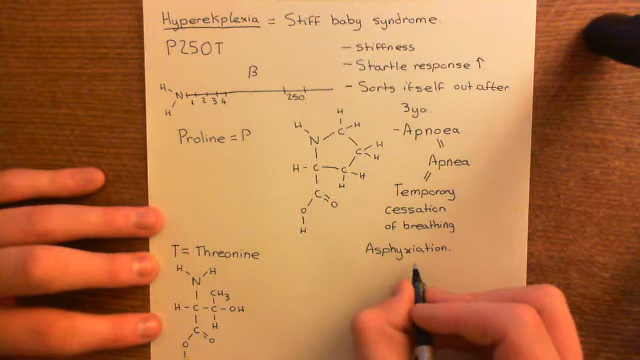 Hyperekplexia = Stiff baby syndrome.
P250T
- Stiffness
- Startle response ↑
- Sorts itself out after
3yo.
β
H
N
H
1 2 3 4
250
Proline = P
H
H
C
H
N
C
H
H
H - C - C
H
H
C
O
O
H
- Apnoea
=
Apnea
=
Temporary
cessation
of breathing
Asphyxiation.
T = Threonine
H
H
N
CH3
H - C - C - OH
H
C
O
O